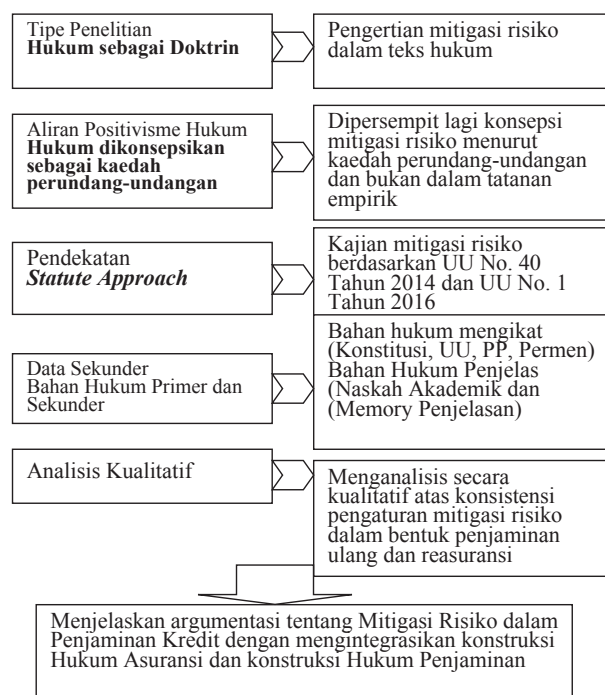 Tipe Penelitian
Hukum sebagai Doktrin
Pengertian mitigasi risiko
dalam teks hukum
Aliran Positivisme Hukum
Hukum dikonsepsikan
sebagai kaedah
perundang-undangan
Dipersempit lagi konsepsi
mitigasi risiko menurut
kaedah perundang-undangan
dan bukan dalam tatanan
empirik
Pendekatan
Statute Approach
Kajian mitigasi risiko
berdasarkan UU No. 40
Tahun 2014 dan UU No. 1
Tahun 2016
Data Sekunder
Bahan Hukum Primer dan
Sekunder
Bahan hukum mengikat
(Konstitusi, UU, PP, Permen)
Bahan Hukum Penjelas
(Naskah Akademik dan
(Memory Penjelasan)
Analisis Kualitatif
Menganalisis secara
kualitatif atas konsistensi
pengaturan mitigasi risiko
dalam bentuk penjaminan
ulang dan reasuransi
Menjelaskan argumentasi tentang Mitigasi Risiko dalam
Penjaminan Kredit dengan mengintegrasikan konstruksi
Hukum Asuransi dan konstruksi Hukum Penjaminan